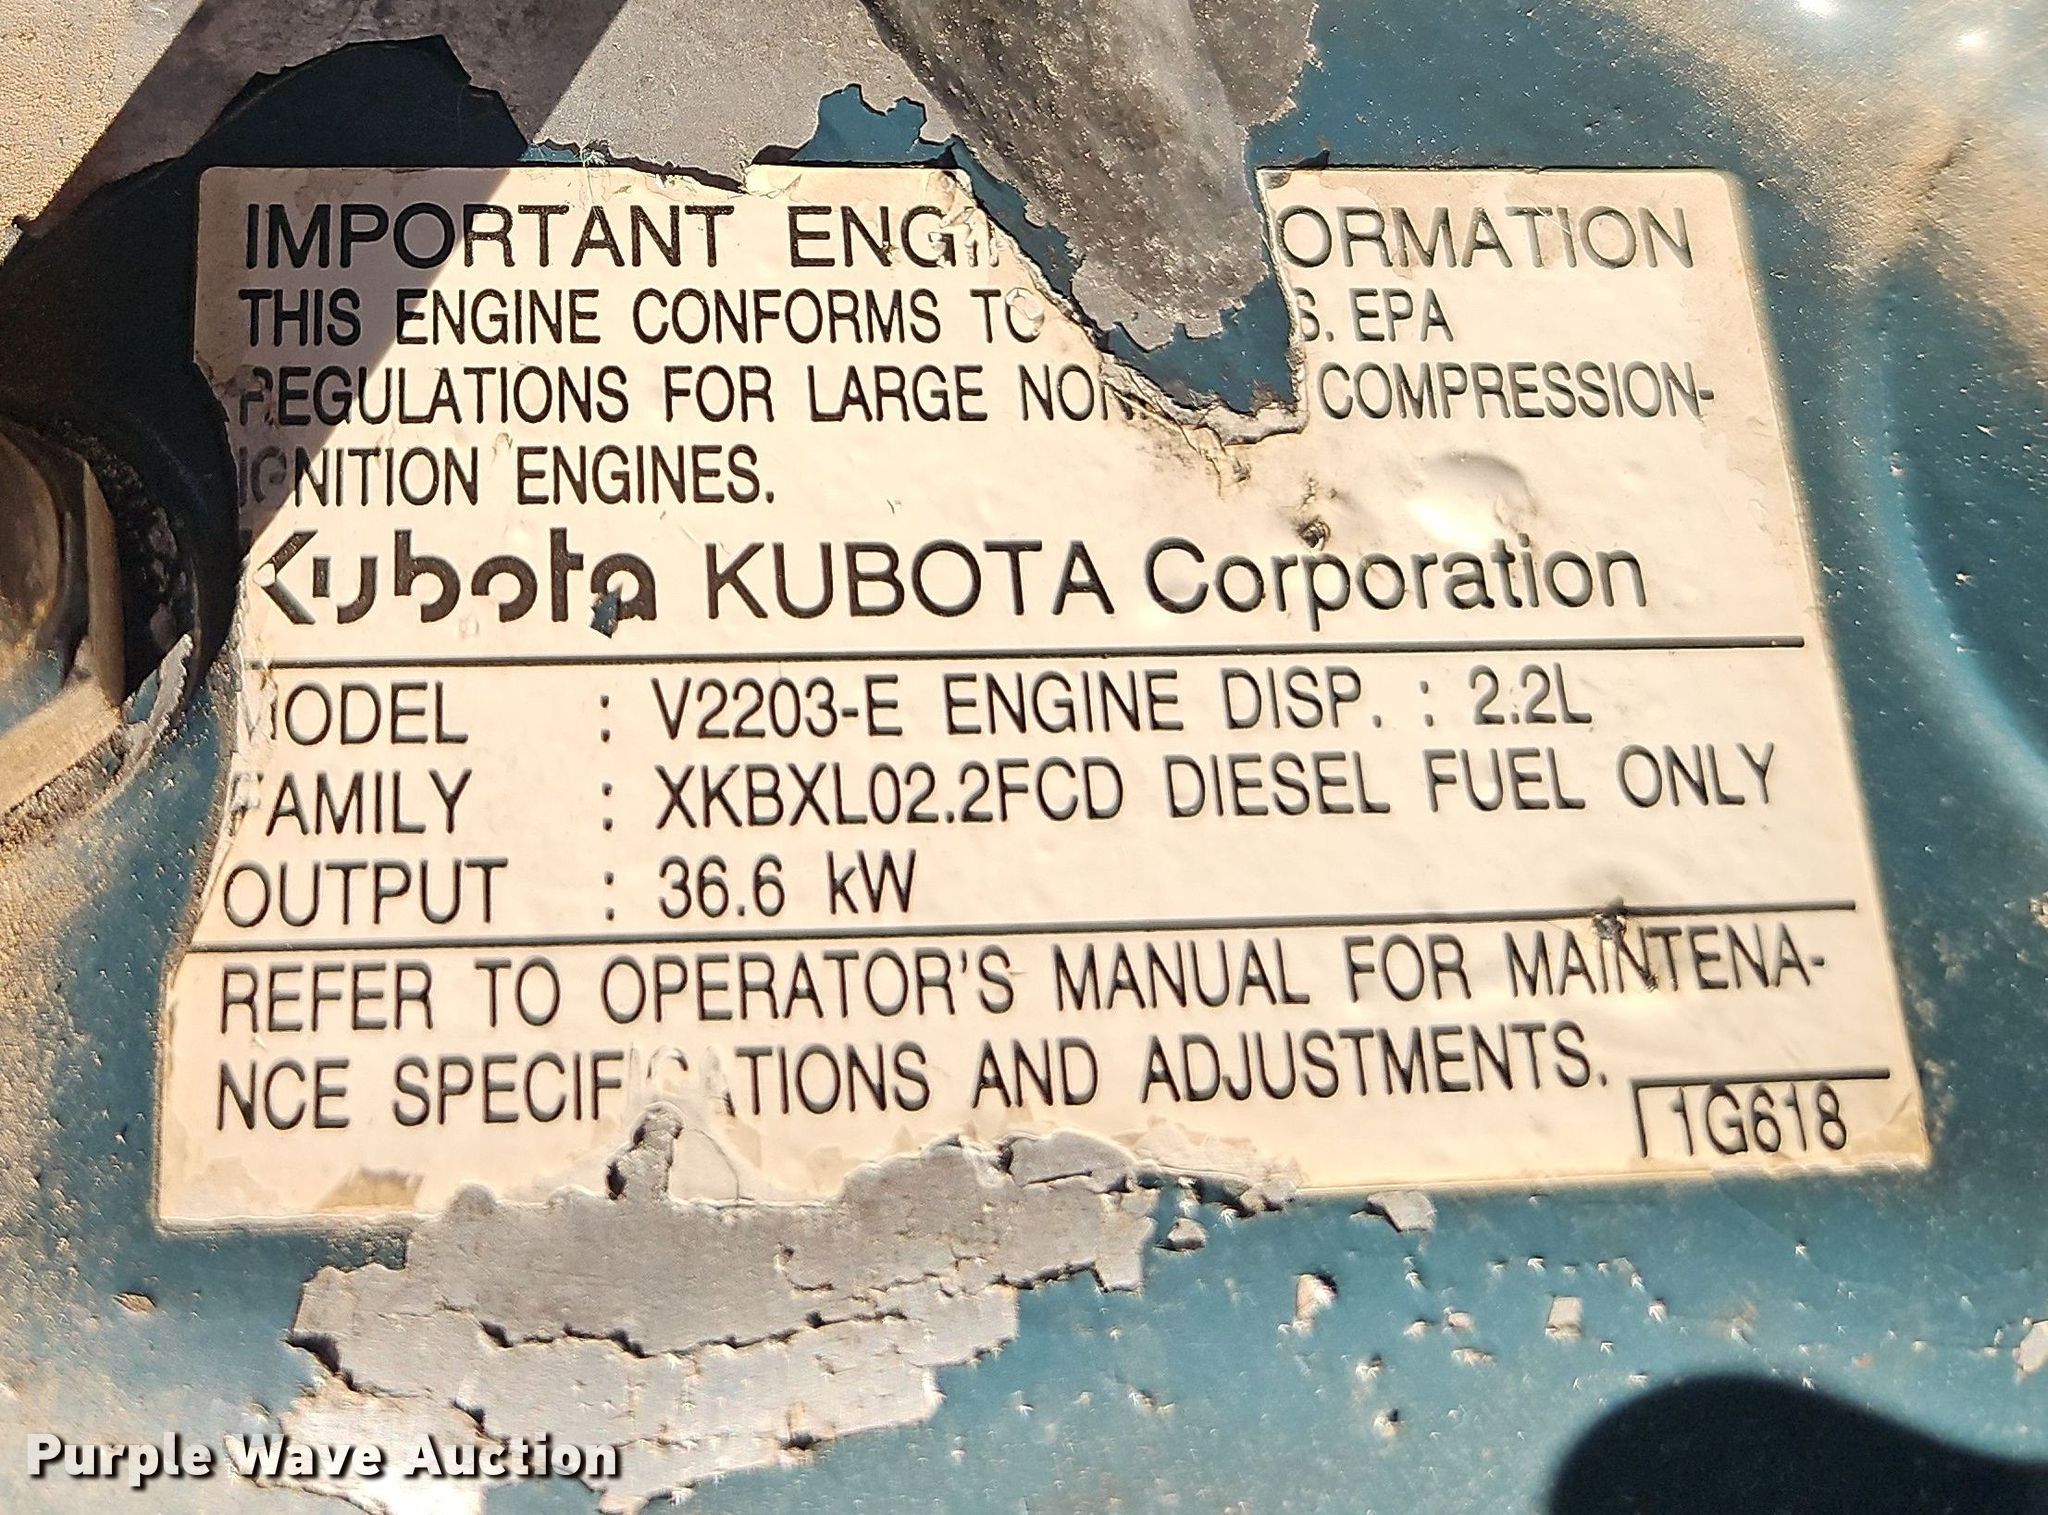 IMPORTANT ORMATION
THIS ENGINE CONFORMS TO S. EPA
REGULATIONS FOR LARGE COMPRESSION-
IGNITION ENGINES.
Kubota KUBOTA Corporation
MODEL : V2203-E ENGINE DISP. : 2.2L
FAMILY : XKBXL02.2FCD DIESEL FUEL ONLY
OUTPUT : 36.6 kW
REFER TO OPERATOR'S MANUAL FOR MAINTENA-
NCE SPECIFICATIONS AND ADJUSTMENTS.
1G618
Purple Wave Auction